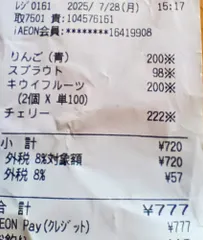 レジ0161 2025/ 7/28(月) 15:17
取7501 責:104576161
iAEON会員:********16419908
りんご(青) 200※
スプラウト 98※
キウイフルーツ 200※
(2個 X 単100)
チェリー 222※
小 計 ¥720
外税 8%対象額 ¥720
外税 8% ¥57
合 計 ¥777
AEON Pay(クレジット) ¥777